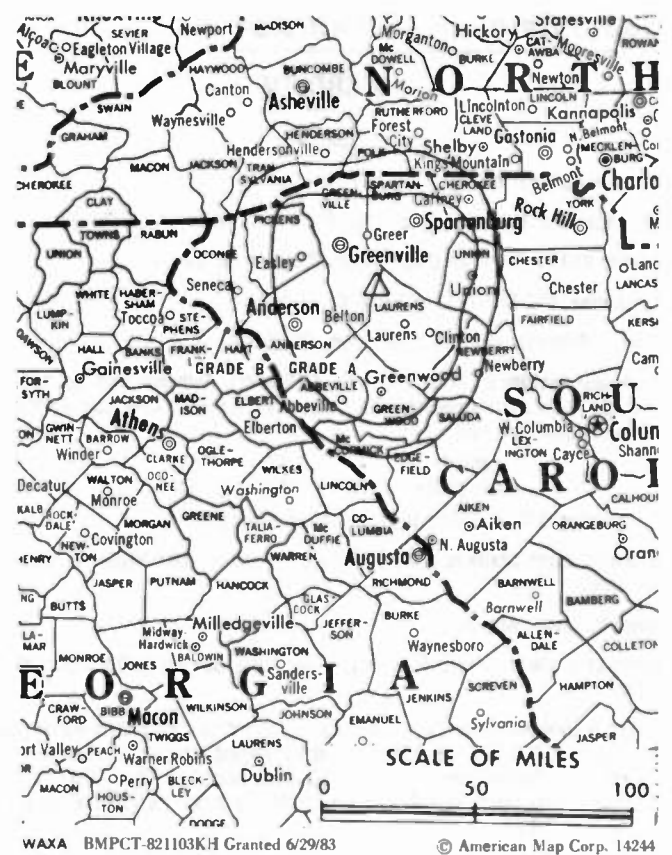 KNOX
Knoxville
Newport
MADISON
Hickory
Statesville
Alcoa
SEVIER
Eagleton Village
Maryville
BLOUNT
HAYWOOD
BUNCOMBE
Mc DOWELL
Morganton
BURKE
CAT-AWBA
Mooresville
ROWAN
E
N O R T H
Newton
SWAIN
Canton
Asheville
Marion
Lincolnton
LINCOLN
Kannapolis
Waynesville
RUTHERFORD
CLEVE LAND
GRAHAM
HENDERSON
Forest City
Shelby
Gastonia
N. Belmont
MECKLEN-BURG
Hendersonville
POLK
Kings Mountain
Belmont
Charlo
CHEROKEE
MACON
JACKSON
TRAN SYLVANIA
GREEN-VILLE
SPARTAN-BURG
CHEROKEE
Gaffney
YORK
Rock Hill
CLAY
TOWNS
RABUN
PICKENS
Spartanburg
Greer
UNION
OCONEE
Greenville
UNION
CHESTER
Easley
Chester
LANCAS
WHITE
HABER-SHAM
Seneca
Union
LUMP-KIN
Toccoa
STE-PHENS
Anderson
Belton
LAURENS
FAIRFIELD
KERSH
DAWSON
HALL
BANKS
FRANK-
HART
ANDERSON
Laurens
Clinton
NEWBERRY
Newberry
Cam
Gainesville
GRADE B
GRADE A
FOR-SYTH
JACKSON
MAD-ISON
ELBERT
ABBEVILLE
Abbeville
Greenwood
GREEN-WOOD
SALUDA
S O U
RICH-LAND
GWIN-NETT
BARROW
Winder
Athens
CLARKE
Elberton
W. Columbia
LEX-INGTON
Cayce
Colum
OCO-NEE
OGLE-THORPE
WILKES
Mc CORMICK
EDGE-FIELD
C A R O L
Decatur
WALTON
Monroe
Washington
LINCOLN
CALHOU
ROCK-DALE
NEW-TON
Covington
MORGAN
GREENE
TALIA-FERRO
Mc DUFFIE
CO-LUMBIA
AIKEN
Aiken
ORANGEBURG
HENRY
WARREN
Augusta
N. Augusta
Oran
JASPER
PUTNAM
HANCOCK
RICHMOND
BARNWELL
BUTTS
GLAS-COCK
JEFFER-SON
BURKE
Barnwell
BAMBERG
LA-MAR
Midway-Hardwick
Milledgeville
ALLEN-DALE
COLLETON
MONROE
JONES
BALDWIN
WASHINGTON
Sanders-ville
Waynesboro
E O R G I A
SCREVEN
HAMPTON
CRAW-FORD
BIBB
Macon
WILKINSON
JOHNSON
JENKINS
EMANUEL
Sylvania
TWIGGS
LAURENS
JASPER
ort Valley
PEACH
Warner Robins
SCALE OF MILES
MACON
Perry
BLECK-LEY
Dublin
HOUS-TON
0 50 100
DODGE
WAXA BMPCT-821103KH Granted 6/29/83
© American Map Corp. 14244